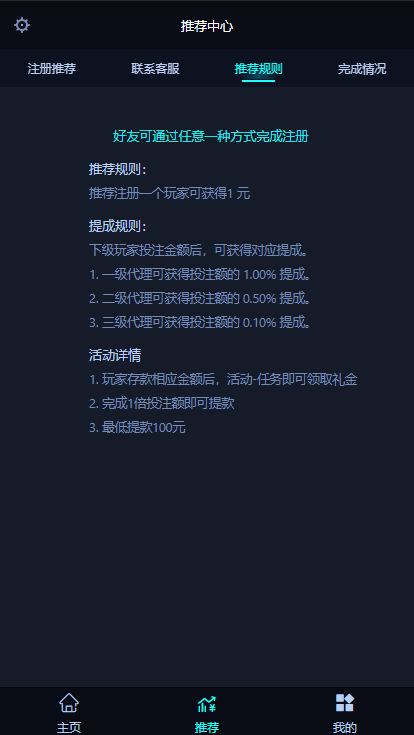 推荐中心
注册推荐 联系客服 推荐规则 完成情况
好友可通过任意一种方式完成注册
推荐规则：
推荐注册一个玩家可获得1 元
提成规则：
下级玩家投注金额后，可获得对应提成。
1. 一级代理可获得投注额的 1.00% 提成。
2. 二级代理可获得投注额的 0.50% 提成。
3. 三级代理可获得投注额的 0.10% 提成。
活动详情
1. 玩家存款相应金额后，活动-任务即可领取礼金
2. 完成1倍投注额即可提款
3. 最低提款100元
主页 推荐 我的